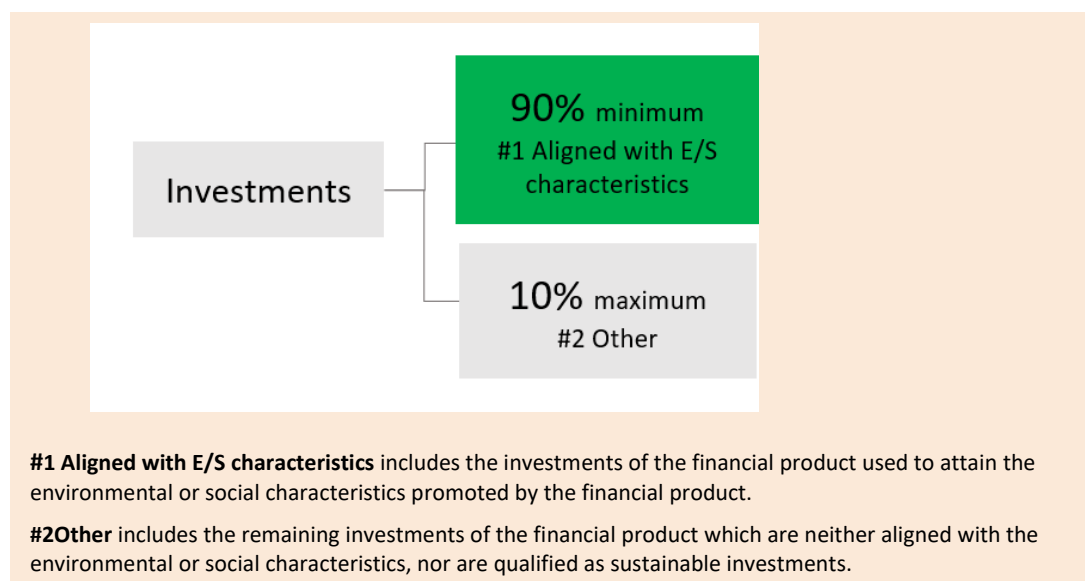 90% minimum
#1 Aligned with E/S
characteristics
Investments
10% maximum
#2 Other
#1 Aligned with E/S characteristics includes the investments of the financial product used to attain the
environmental or social characteristics promoted by the financial product.
#2Other includes the remaining investments of the financial product which are neither aligned with the
environmental or social characteristics, nor are qualified as sustainable investments.